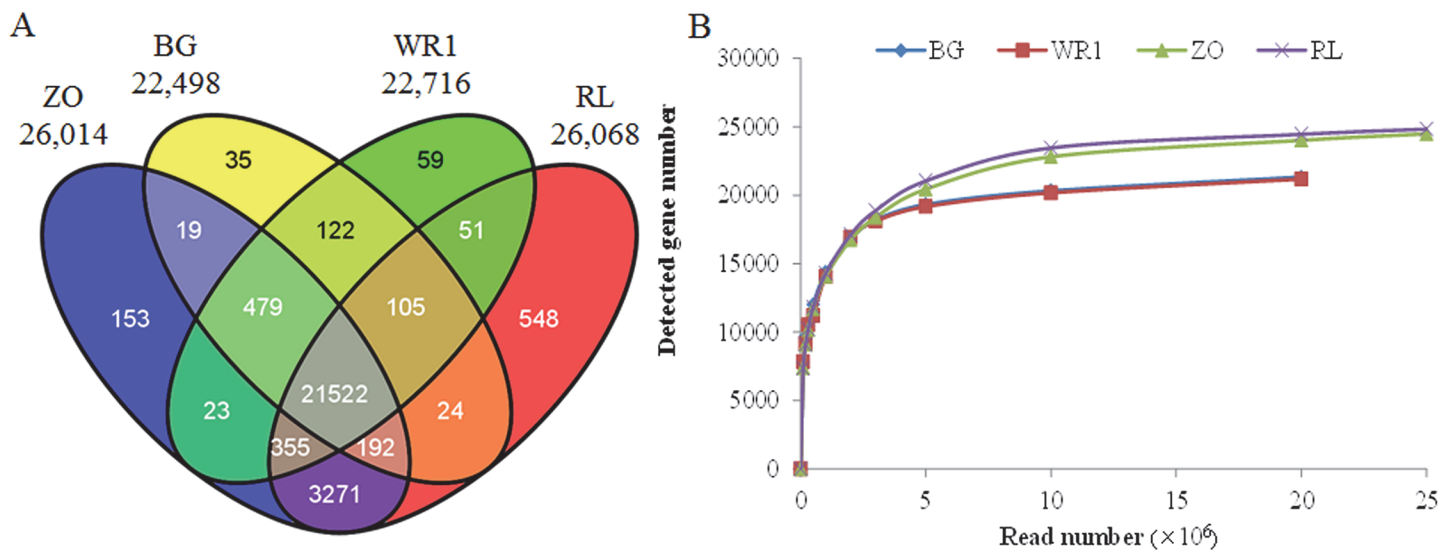 A
BG
22,498
WR1
22,716
ZO
26,014
RL
26,068
35
59
19
122
51
153
479
105
548
21522
23
24
355
192
3271
B
BG WR1 ZO RL
30000
25000
20000
15000
10000
5000
0
Detected gene number
0 5 10 15 20 25
Read number (×10⁶)